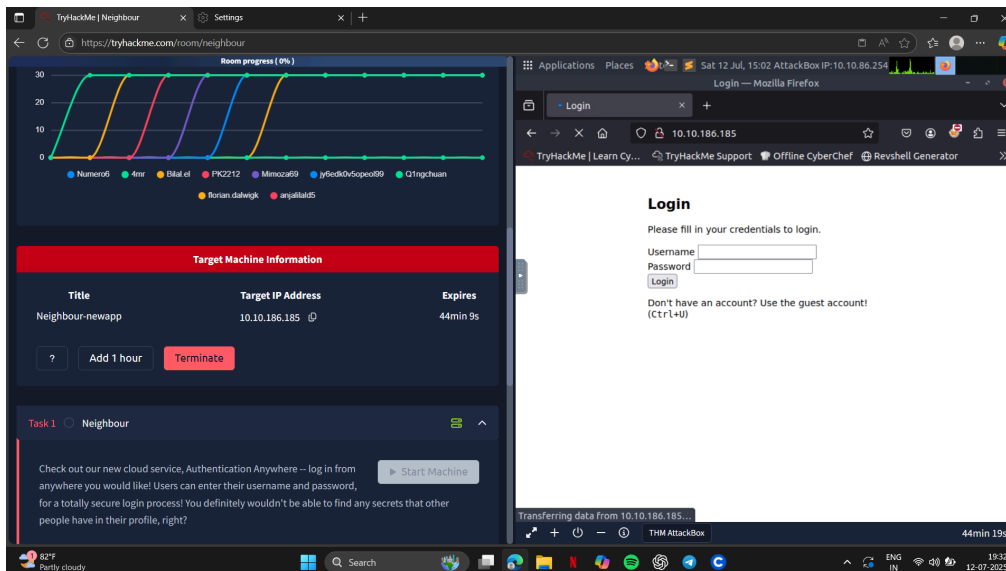 TryHackMe | Neighbour
Settings
https://tryhackme.com/room/neighbour
Room progress ( 0% )
30
20
10
0
Numero6 4mr Bilal.el PK2212 Mimoza69 jy6edk0v5opeol99 Q1ngchuan
florian.dalwigk anjalilald5
Target Machine Information
Title Target IP Address Expires
Neighbour-newapp 10.10.186.185 44min 9s
? Add 1 hour Terminate
Task 1 Neighbour
Check out our new cloud service, Authentication Anywhere -- log in from
anywhere you would like! Users can enter their username and password,
for a totally secure login process! You definitely wouldn't be able to find any secrets that other
people have in their profile, right?
Start Machine
Applications Places Sat 12 Jul, 15:02 AttackBox IP:10.10.86.254
Login — Mozilla Firefox
Login
10.10.186.185
TryHackMe | Learn Cy... TryHackMe Support Offline CyberChef Revshell Generator
Login
Please fill in your credentials to login.
Username
Password
Login
Don't have an account? Use the guest account!
(Ctrl+U)
Transferring data from 10.10.186.185...
THM AttackBox 44min 19s
1
82°F
Partly cloudy
Search
ENG
IN
19:32
12-07-2025